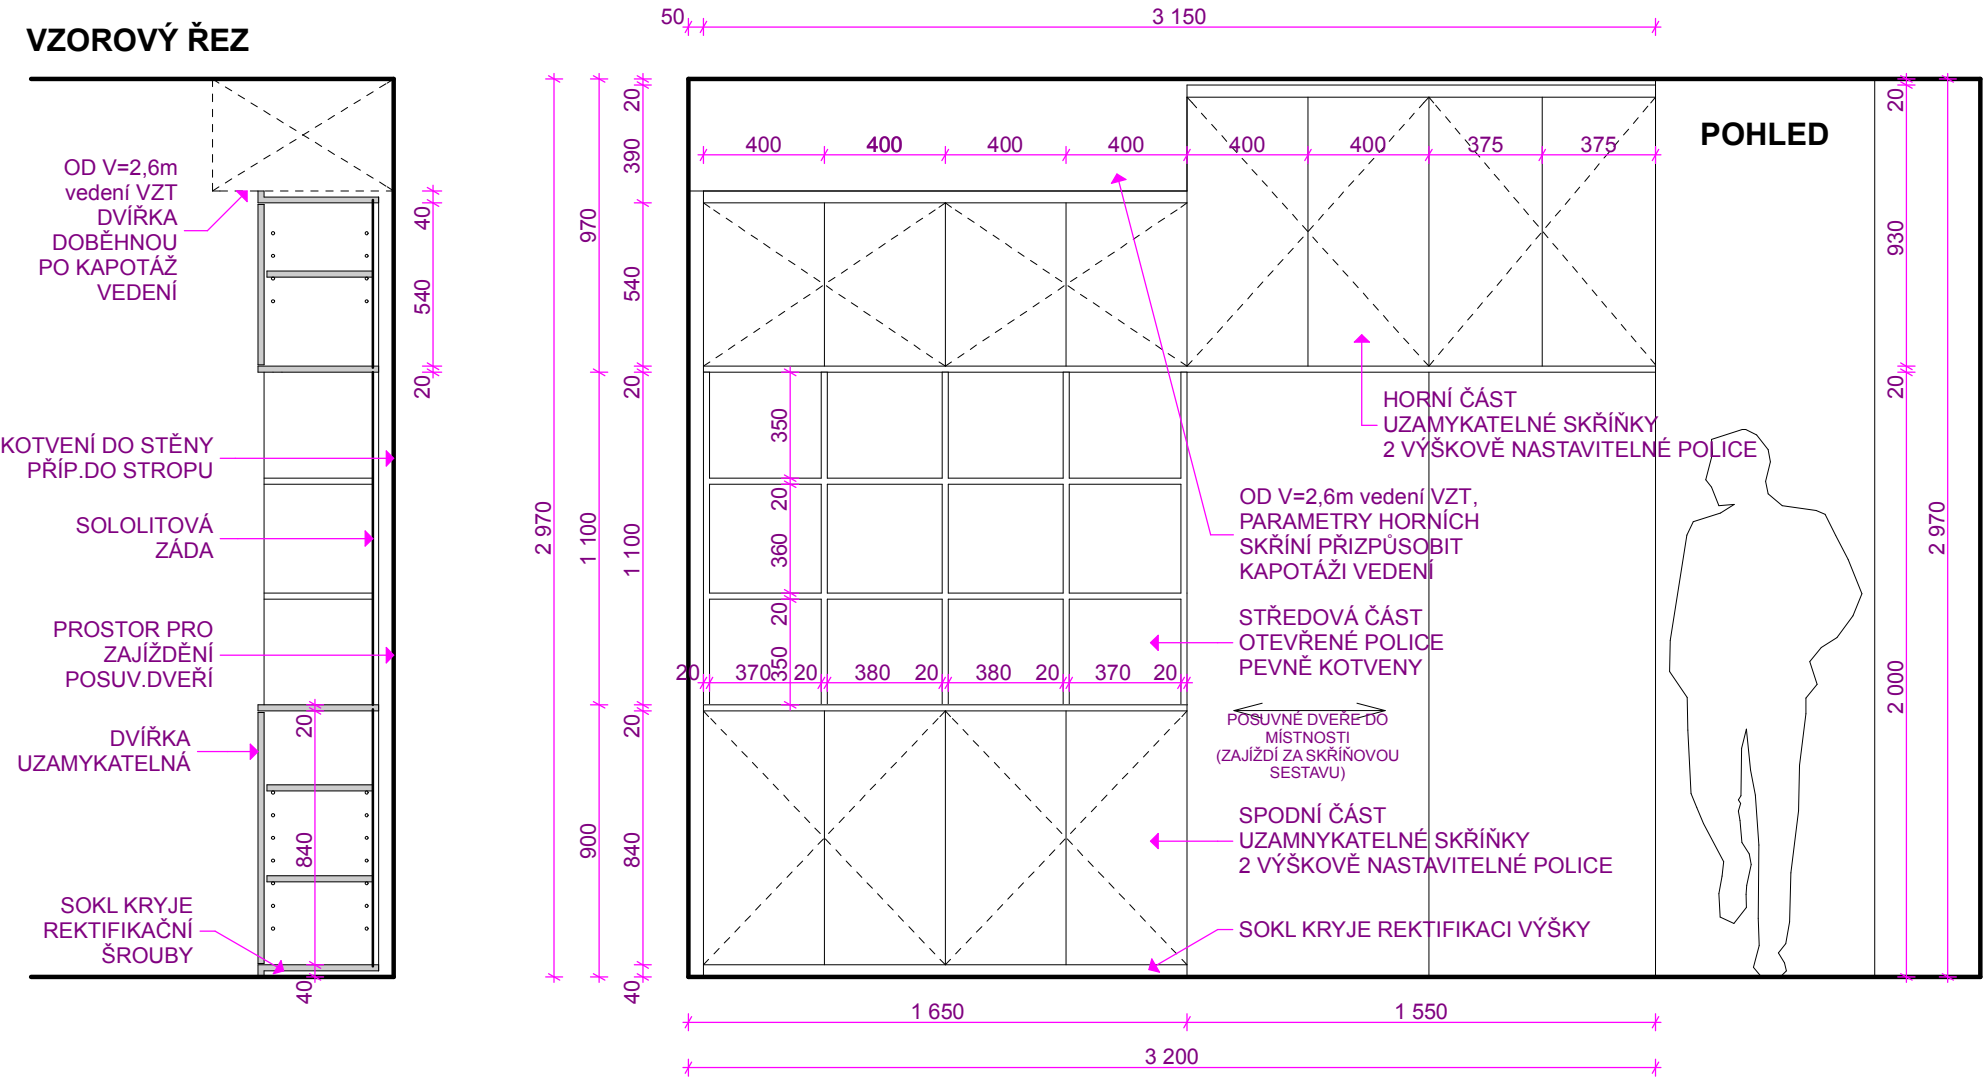 VZOROVÝ ŘEZ
OD V=2,6m
vedení VZT
DVÍŘKA
DOBĚHNOU
PO KAPOTÁŽ
VEDENÍ
KOTVENÍ DO STĚNY
PŘÍP.DO STROPU
SOLOLITOVÁ
ZÁDA
PROSTOR PRO
ZAJÍŽDĚNÍ
POSUV.DVEŘÍ
DVÍŘKA
UZAMYKATELNÁ
SOKL KRYJE
REKTIFIKAČNÍ
ŠROUBY
40
540
20
20
840
40
50
3 150
POHLED
2 970
970
1 100
900
20
390
540
20
1 100
20
840
40
400
400
400
400
400
400
375
375
350
20
360
20
350
20
370
20
380
20
380
20
370
20
HORNÍ ČÁST
UZAMYKATELNÉ SKŘÍŇKY
2 VÝŠKOVĚ NASTAVITELNÉ POLICE
OD V=2,6m vedení VZT,
PARAMETRY HORNÍCH
SKŘÍNÍ PŘIZPŮSOBIT
KAPOTÁŽI VEDENÍ
STŘEDOVÁ ČÁST
OTEVŘENÉ POLICE
PEVNĚ KOTVENY
POSUVNÉ DVEŘE DO
MÍSTNOSTI
(ZAJÍŽDÍ ZA SKŘÍŇOVOU
SESTAVU)
SPODNÍ ČÁST
UZAMNYKATELNÉ SKŘÍŇKY
2 VÝŠKOVĚ NASTAVITELNÉ POLICE
SOKL KRYJE REKTIFIKACI VÝŠKY
20
930
20
2 000
2 970
1 650
1 550
3 200